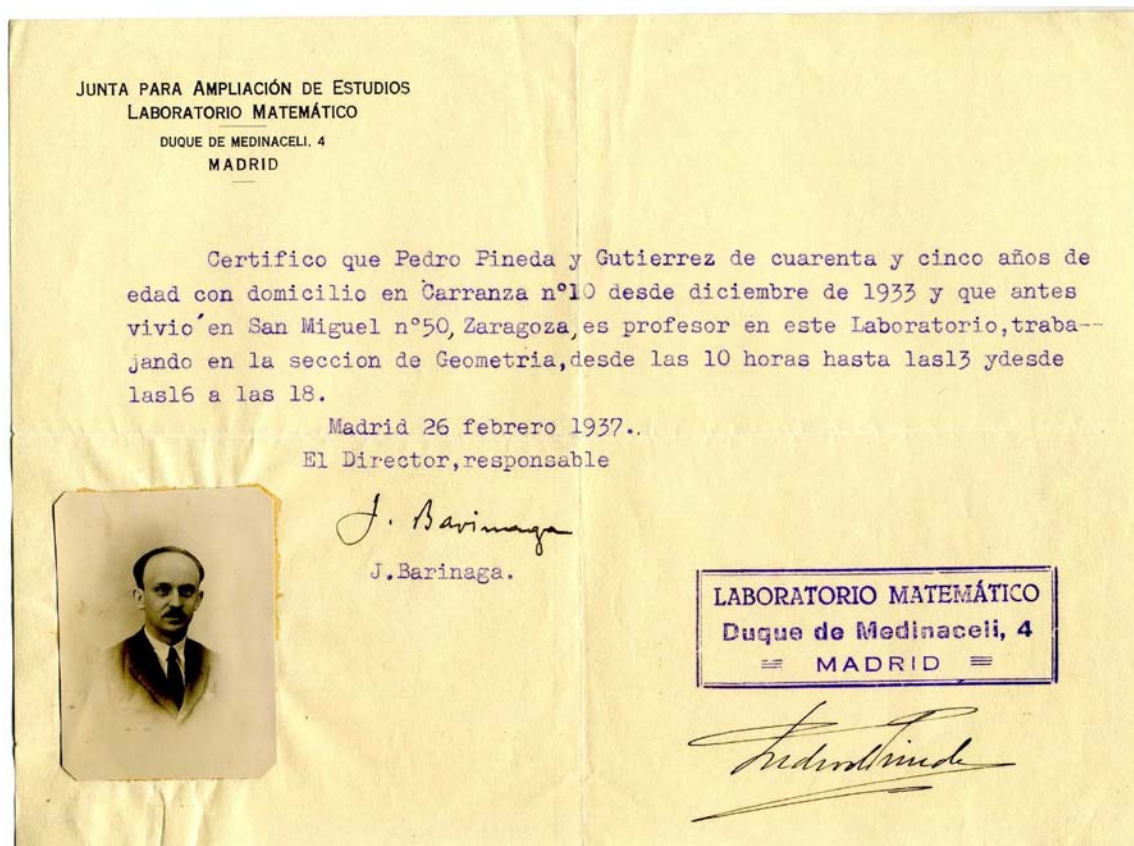 JUNTA PARA AMPLIACIÓN DE ESTUDIOS
LABORATORIO MATEMÁTICO
DUQUE DE MEDINACELI, 4
MADRID
Certifico que Pedro Pineda y Gutierrez de cuarenta y cinco años de
edad con domicilio en Carranza nº10 desde diciembre de 1933 y que antes
vivio´en San Miguel nº50, Zaragoza,es profesor en este Laboratorio,traba--
jando en la seccion de Geometria,desde las 10 horas hasta las13 ydesde
las16 a las 18.
Madrid 26 febrero 1937..
El Director,responsable
J. Barinaga
J.Barinaga.
LABORATORIO MATEMÁTICO
Duque de Medinaceli, 4
MADRID
Pedro Pineda